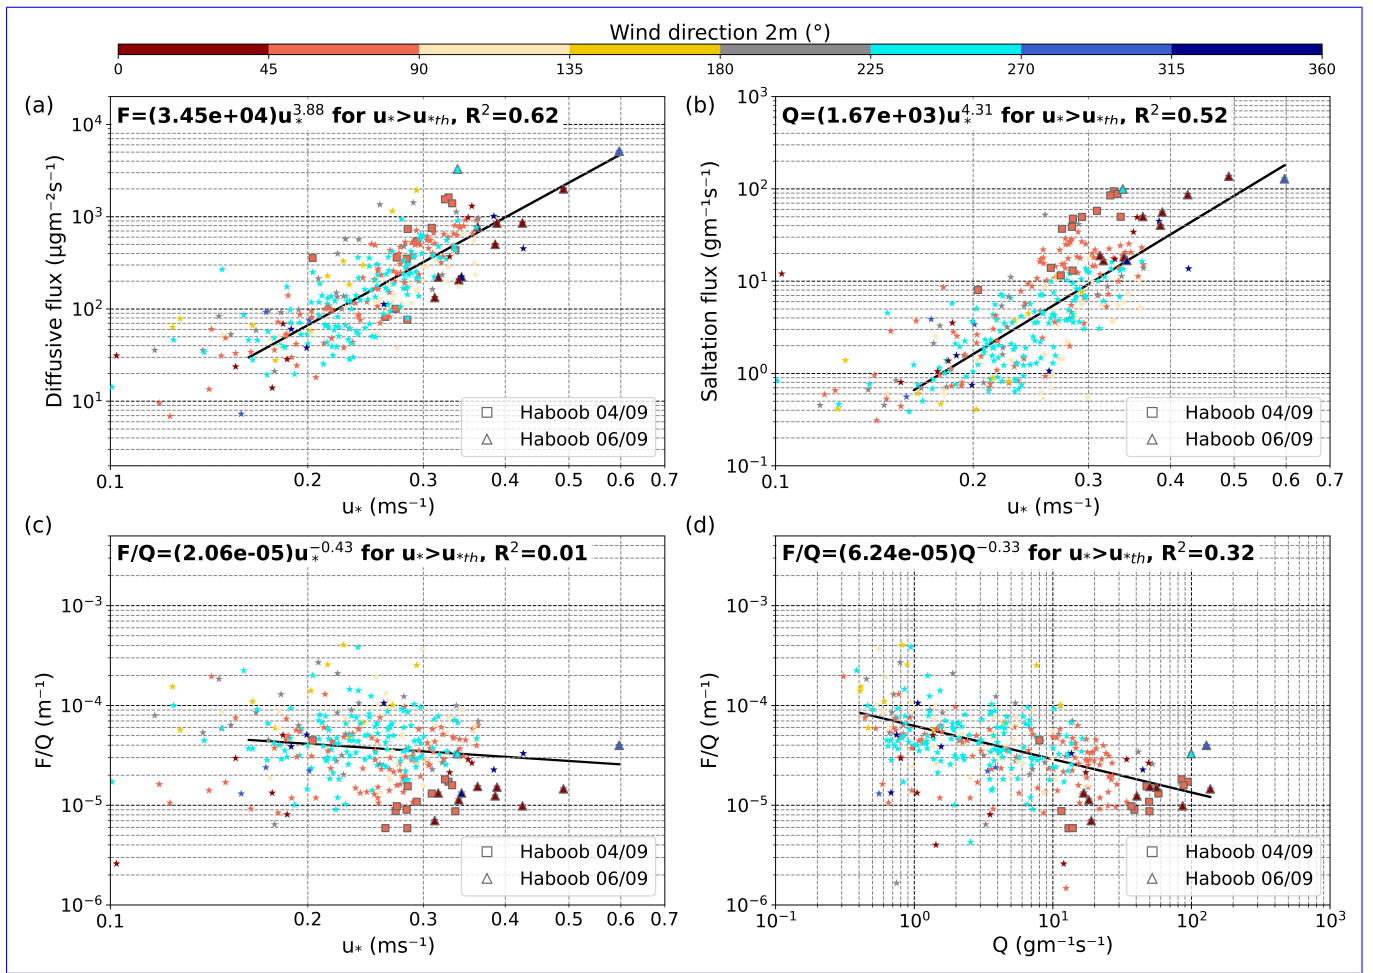 Wind direction 2m (°)
0 45 90 135 180 225 270 315 360
(a)
F=(3.45e+04)u*^3.88 for u*>u*th, R²=0.62
Diffusive flux (µgm⁻²s⁻¹)
10⁴
10³
10²
10¹
Haboob 04/09
Haboob 06/09
0.1 0.2 0.3 0.4 0.5 0.6 0.7
u* (ms⁻¹)
(b)
Q=(1.67e+03)u*^4.31 for u*>u*th, R²=0.52
Saltation flux (gm⁻¹s⁻¹)
10³
10²
10¹
10⁰
10⁻¹
Haboob 04/09
Haboob 06/09
0.1 0.2 0.3 0.4 0.5 0.6 0.7
u* (ms⁻¹)
(c)
F/Q=(2.06e-05)u*^−0.43 for u*>u*th, R²=0.01
F/Q (m⁻¹)
10⁻³
10⁻⁴
10⁻⁵
10⁻⁶
Haboob 04/09
Haboob 06/09
0.1 0.2 0.3 0.4 0.5 0.6 0.7
u* (ms⁻¹)
(d)
F/Q=(6.24e-05)Q^−0.33 for u*>u*th, R²=0.32
F/Q (m⁻¹)
10⁻³
10⁻⁴
10⁻⁵
10⁻⁶
Haboob 04/09
Haboob 06/09
10⁻¹ 10⁰ 10¹ 10² 10³
Q (gm⁻¹s⁻¹)